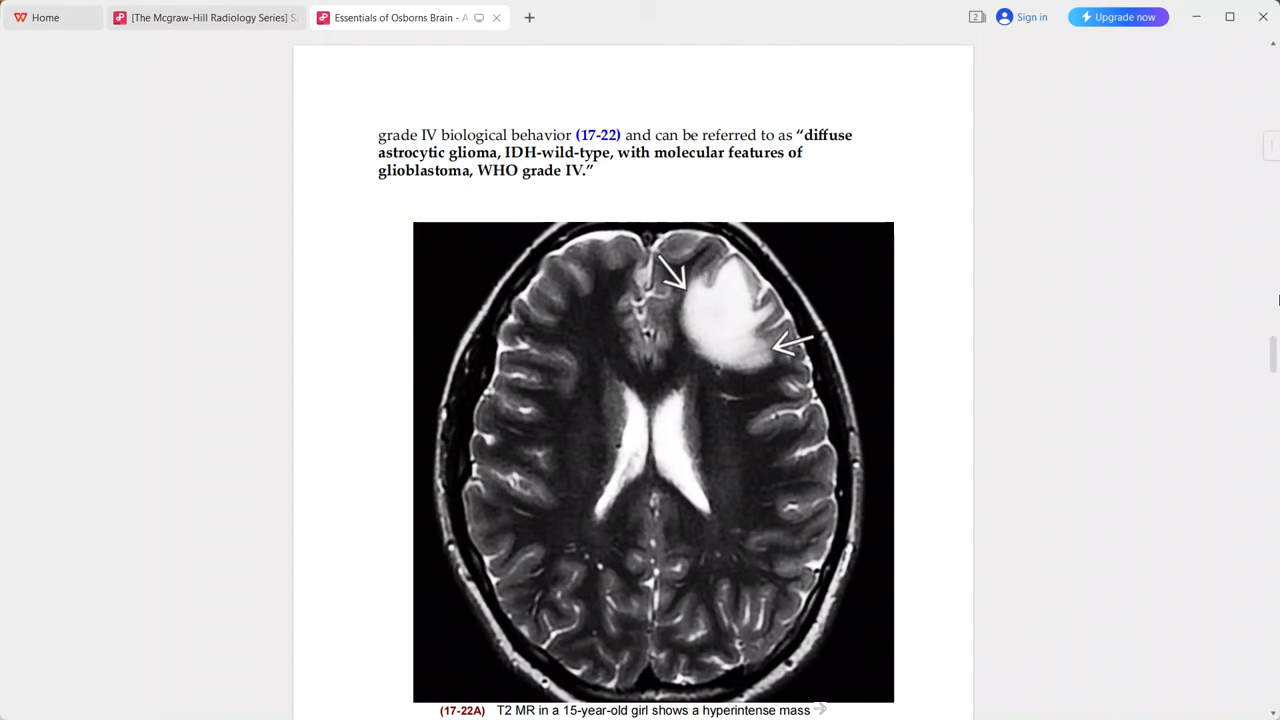 Home
[The Mcgraw-Hill Radiology Series] S
Essentials of Osborns Brain - A
2
Sign in
Upgrade now
grade IV biological behavior (17-22) and can be referred to as “diffuse
astrocytic glioma, IDH-wild-type, with molecular features of
glioblastoma, WHO grade IV.”
(17-22A) T2 MR in a 15-year-old girl shows a hyperintense mass